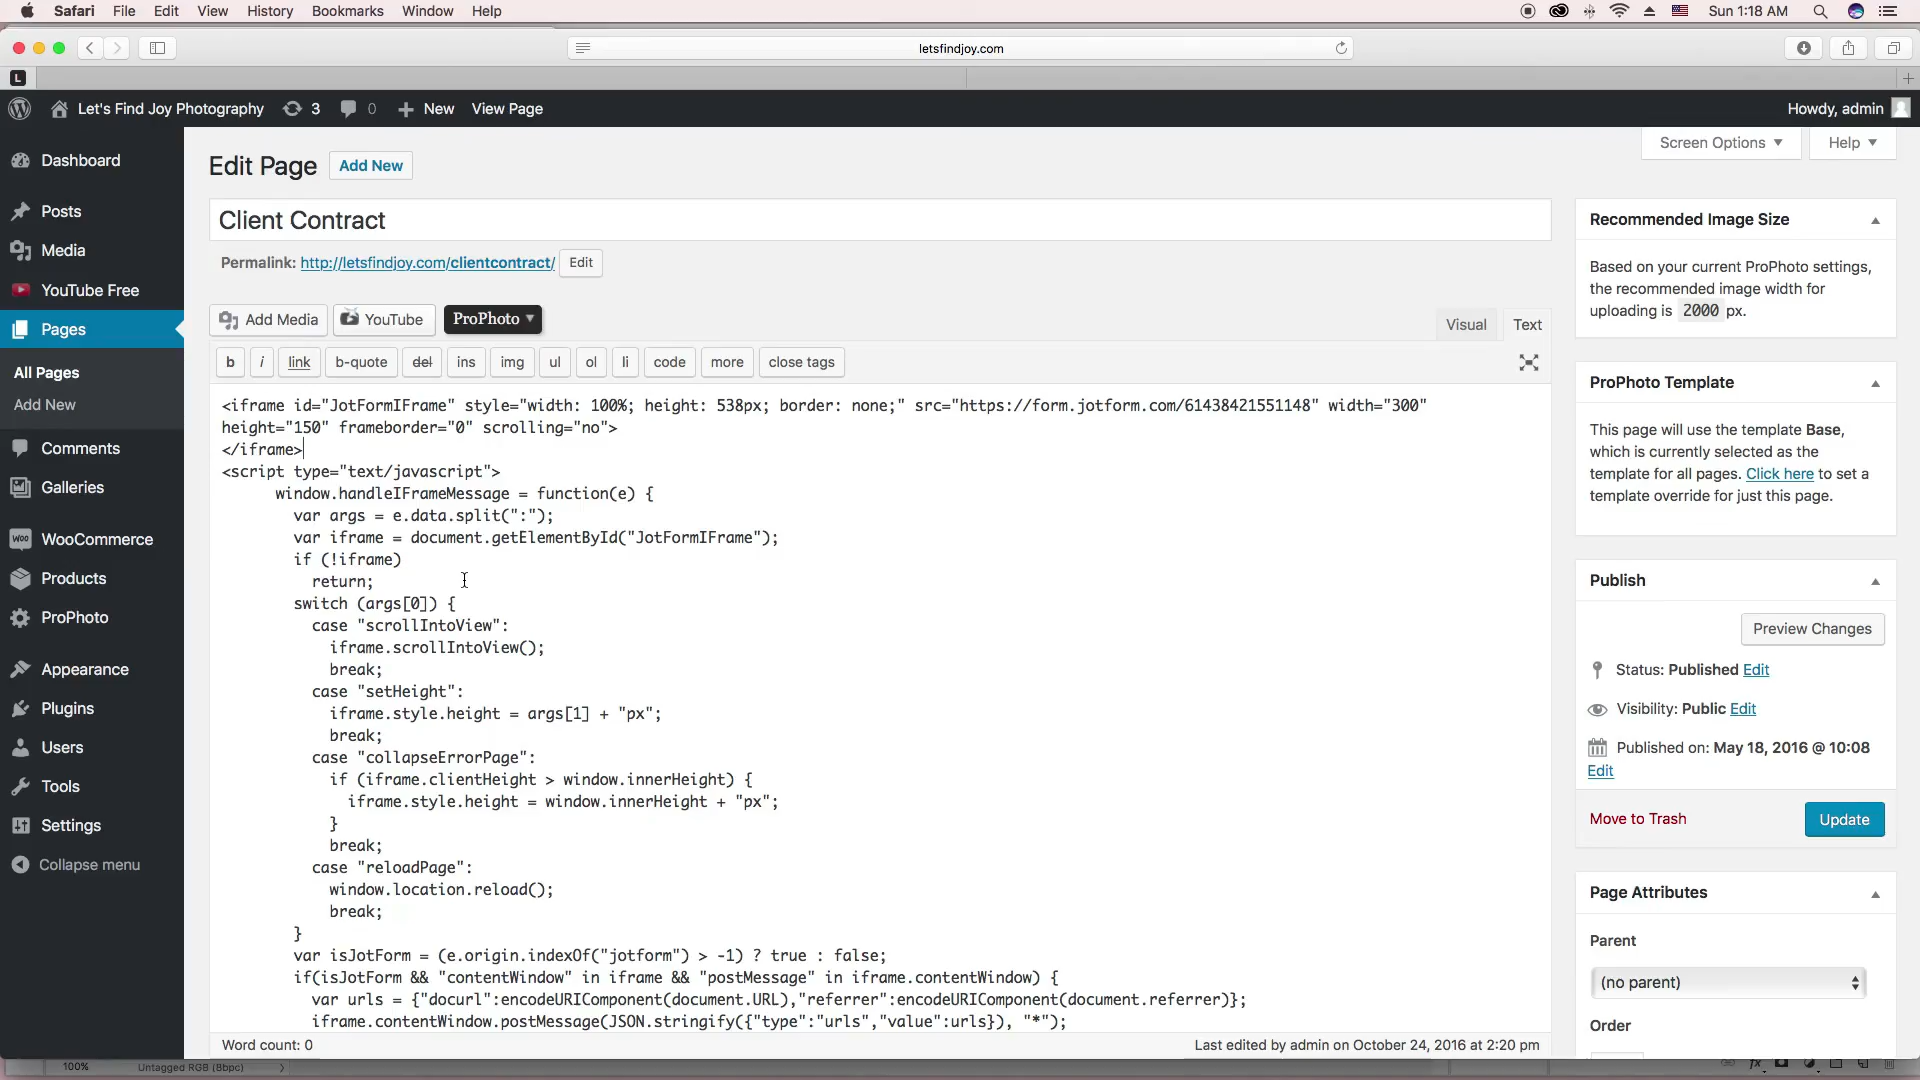 Safari File Edit View History Bookmarks Window Help Sun 1:18 AM
letsfindjoy.com
L
Let's Find Joy Photography 3 0 New View Page Howdy, admin
Screen Options Help
Edit Page Add New
Client Contract
Permalink: http://letsfindjoy.com/clientcontract/ Edit
Add Media YouTube ProPhoto Visual Text
b i link b-quote del ins img ul ol li code more close tags
<iframe id="JotFormIFrame" style="width: 100%; height: 538px; border: none;" src="https://form.jotform.com/61438421551148" width="300"
height="150" frameborder="0" scrolling="no">
</iframe>
<script type="text/javascript">
window.handleIFrameMessage = function(e) {
var args = e.data.split(":");
var iframe = document.getElementById("JotFormIFrame");
if (!iframe)
return;
switch (args[0]) {
case "scrollIntoView":
iframe.scrollIntoView();
break;
case "setHeight":
iframe.style.height = args[1] + "px";
break;
case "collapseErrorPage":
if (iframe.clientHeight > window.innerHeight) {
iframe.style.height = window.innerHeight + "px";
}
break;
case "reloadPage":
window.location.reload();
break;
}
var isJotForm = (e.origin.indexOf("jotform") > -1) ? true : false;
if(isJotForm && "contentWindow" in iframe && "postMessage" in iframe.contentWindow) {
var urls = {"docurl":encodeURIComponent(document.URL),"referrer":encodeURIComponent(document.referrer)};
iframe.contentWindow.postMessage(JSON.stringify({"type":"urls","value":urls}), "*");
Word count: 0 Last edited by admin on October 24, 2016 at 2:20 pm
Dashboard
Posts
Media
YouTube Free
Pages
All Pages
Add New
Comments
Galleries
Woo WooCommerce
Products
ProPhoto
Appearance
Plugins
Users
Tools
Settings
Collapse menu
Recommended Image Size
Based on your current ProPhoto settings,
the recommended image width for
uploading is 2000 px.
ProPhoto Template
This page will use the template Base,
which is currently selected as the
template for all pages. Click here to set a
template override for just this page.
Publish
Preview Changes
Status: Published Edit
Visibility: Public Edit
Published on: May 18, 2016 @ 10:08
Edit
Move to Trash Update
Page Attributes
Parent
(no parent)
Order
100% Untagged RGB (8bpc) fx